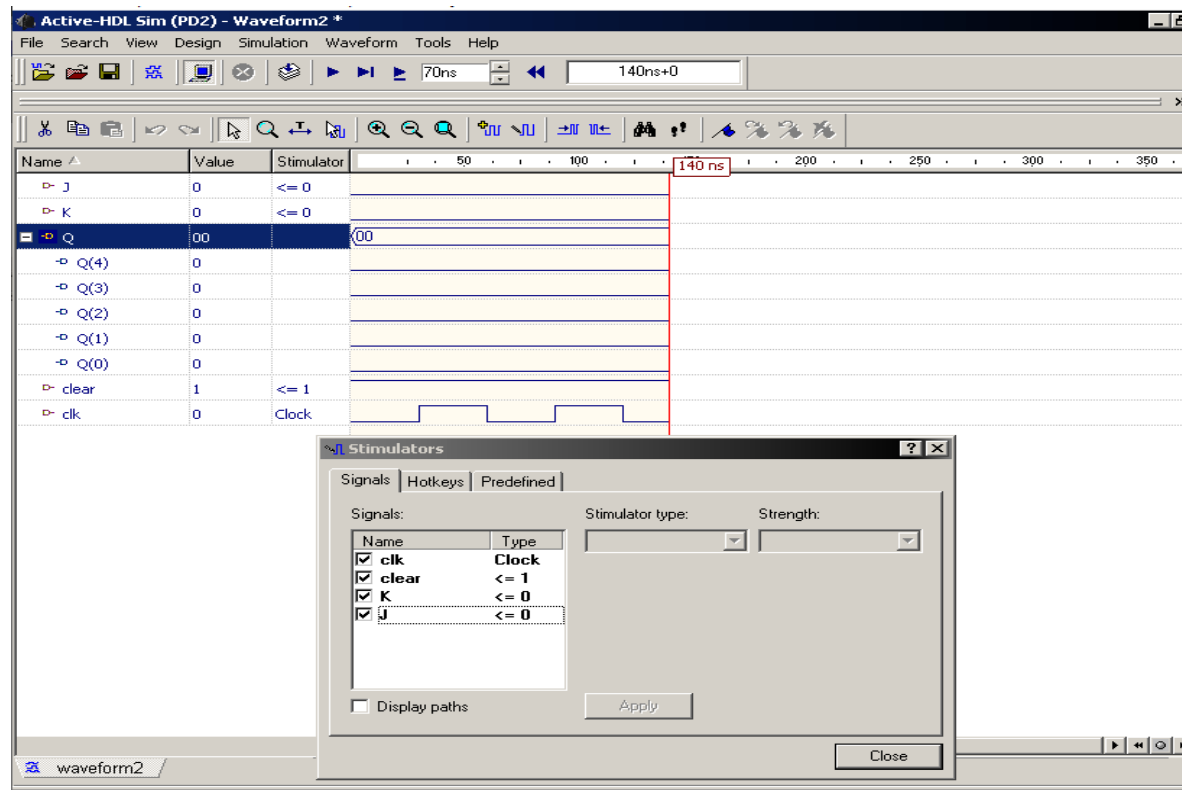 Active-HDL Sim (PD2) - Waveform2 *
File Search View Design Simulation Waveform Tools Help
70ns 140ns+0
Name Value Stimulator 50 100 200 250 300 350
140 ns
J 0 <= 0
K 0 <= 0
Q 00 00
Q(4) 0
Q(3) 0
Q(2) 0
Q(1) 0
Q(0) 0
clear 1 <= 1
clk 0 Clock
Stimulators
Signals Hotkeys Predefined
Signals: Stimulator type: Strength:
Name Type
clk Clock
clear <= 1
K <= 0
J <= 0
Display paths Apply
Close
waveform2